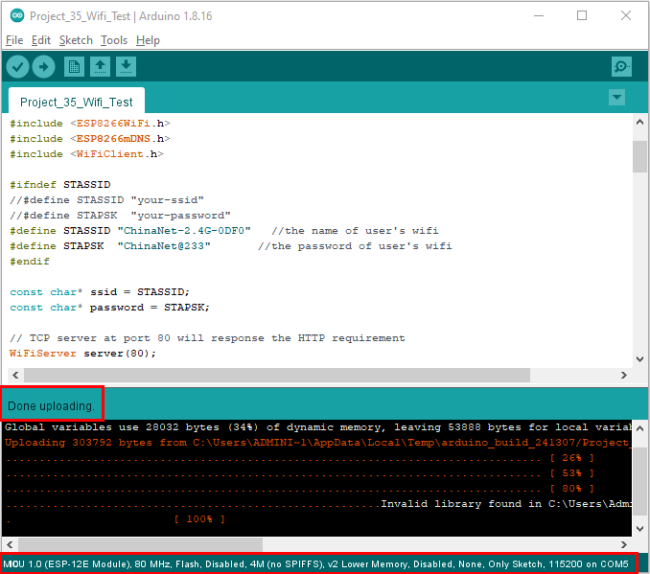 Project_35_Wifi_Test | Arduino 1.8.16
File Edit Sketch Tools Help
Project_35_Wifi_Test
#include <ESP8266WiFi.h>
#include <ESP8266mDNS.h>
#include <WiFiClient.h>
#ifndef STASSID
//#define STASSID "your-ssid"
//#define STAPSK  "your-password"
#define STASSID "ChinaNet-2.4G-0DF0"   //the name of user's wifi
#define STAPSK  "ChinaNet@233"       //the password of user's wifi
#endif
const char* ssid = STASSID;
const char* password = STAPSK;
// TCP server at port 80 will response the HTTP requirement
WiFiServer server(80);
Done uploading.
Global variables use 28032 bytes (34%) of dynamic memory, leaving 53888 bytes for local variab
Uploading 303792 bytes from C:\Users\ADMINI~1\AppData\Local\Temp\arduino_build_241307/Project_
................................................................................ [ 26% ]
................................................................................ [ 53% ]
................................................................................ [ 80% ]
.........................................................Invalid library found in C:\Users\Admi
. [ 100% ]
MCU 1.0 (ESP-12E Module), 80 MHz, Flash, Disabled, 4M (no SPIFFS), v2 Lower Memory, Disabled, None, Only Sketch, 115200 on COM5